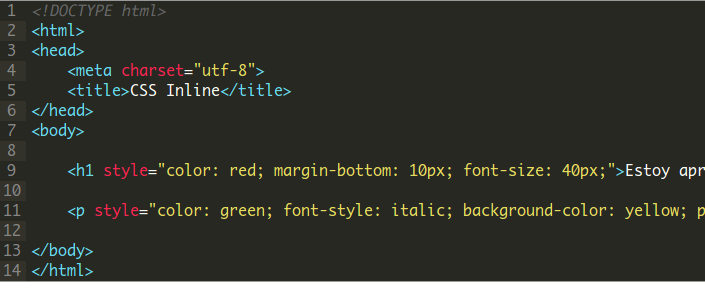 1 <!DOCTYPE html>
2 <html>
3 <head>
4     <meta charset="utf-8">
5     <title>CSS Inline</title>
6 </head>
7 <body>
8
9     <h1 style="color: red; margin-bottom: 10px; font-size: 40px;">Estoy apr
10
11     <p style="color: green; font-style: italic; background-color: yellow; p
12
13 </body>
14 </html>